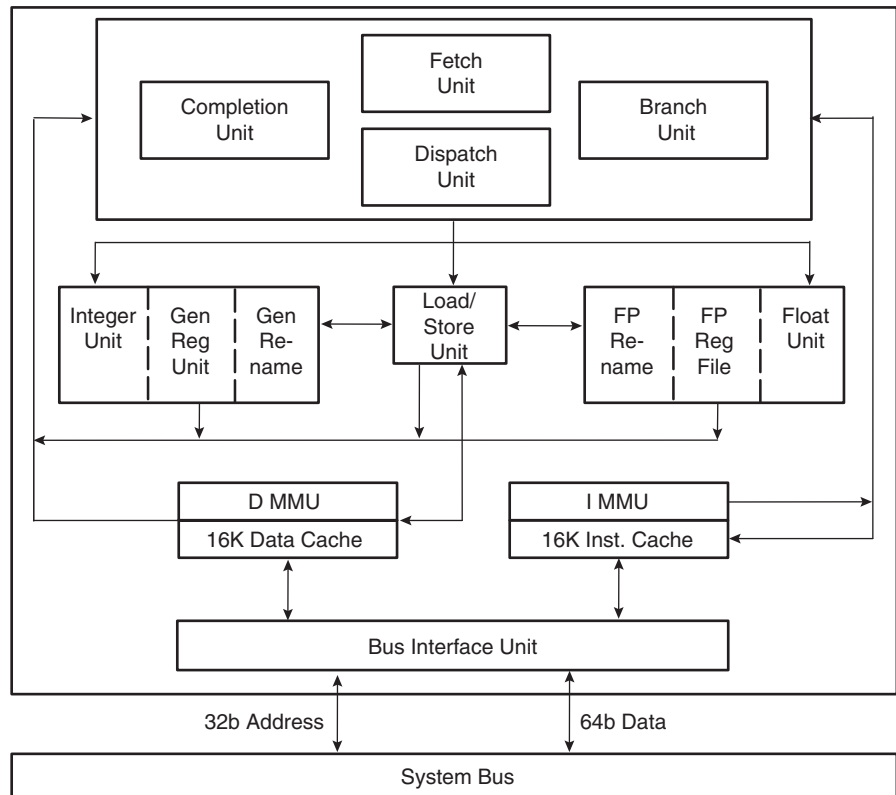 Fetch
Unit
Completion
Unit
Branch
Unit
Dispatch
Unit
Integer
Unit
Gen
Reg
Unit
Gen
Re-
name
Load/
Store
Unit
FP
Re-
name
FP
Reg
File
Float
Unit
D MMU
16K Data Cache
I MMU
16K Inst. Cache
Bus Interface Unit
32b Address
64b Data
System Bus